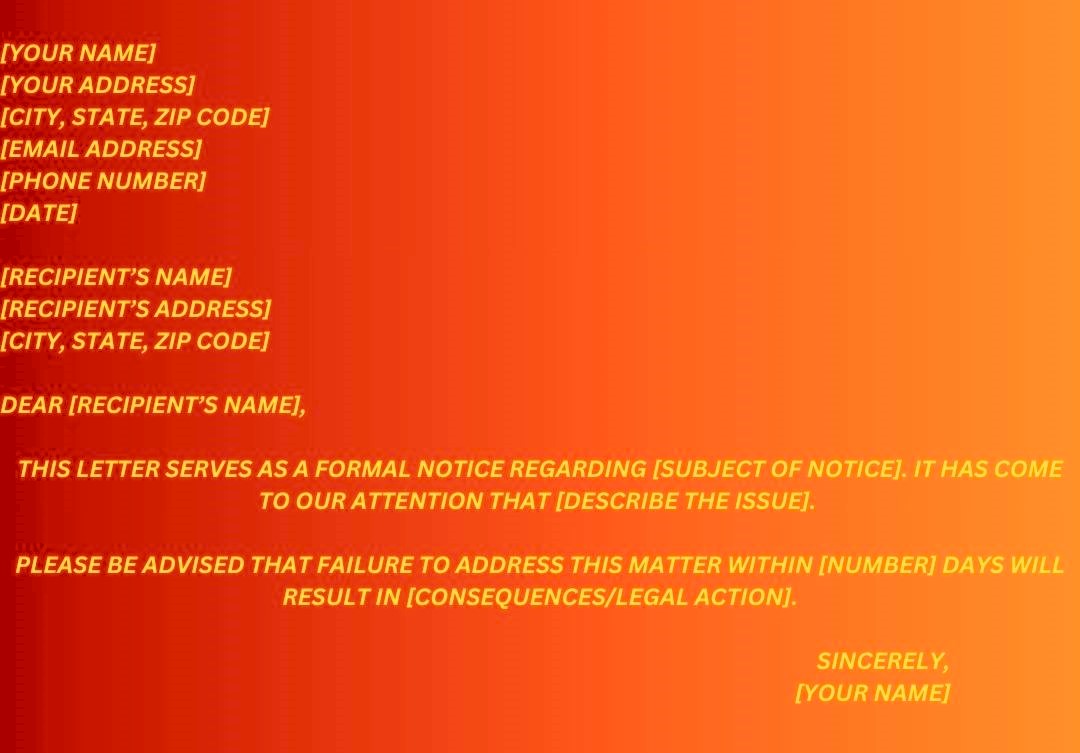 [YOUR NAME]
[YOUR ADDRESS]
[CITY, STATE, ZIP CODE]
[EMAIL ADDRESS]
[PHONE NUMBER]
[DATE]
[RECIPIENT’S NAME]
[RECIPIENT’S ADDRESS]
[CITY, STATE, ZIP CODE]
DEAR [RECIPIENT’S NAME],
THIS LETTER SERVES AS A FORMAL NOTICE REGARDING [SUBJECT OF NOTICE]. IT HAS COME
TO OUR ATTENTION THAT [DESCRIBE THE ISSUE].
PLEASE BE ADVISED THAT FAILURE TO ADDRESS THIS MATTER WITHIN [NUMBER] DAYS WILL
RESULT IN [CONSEQUENCES/LEGAL ACTION].
SINCERELY,
[YOUR NAME]